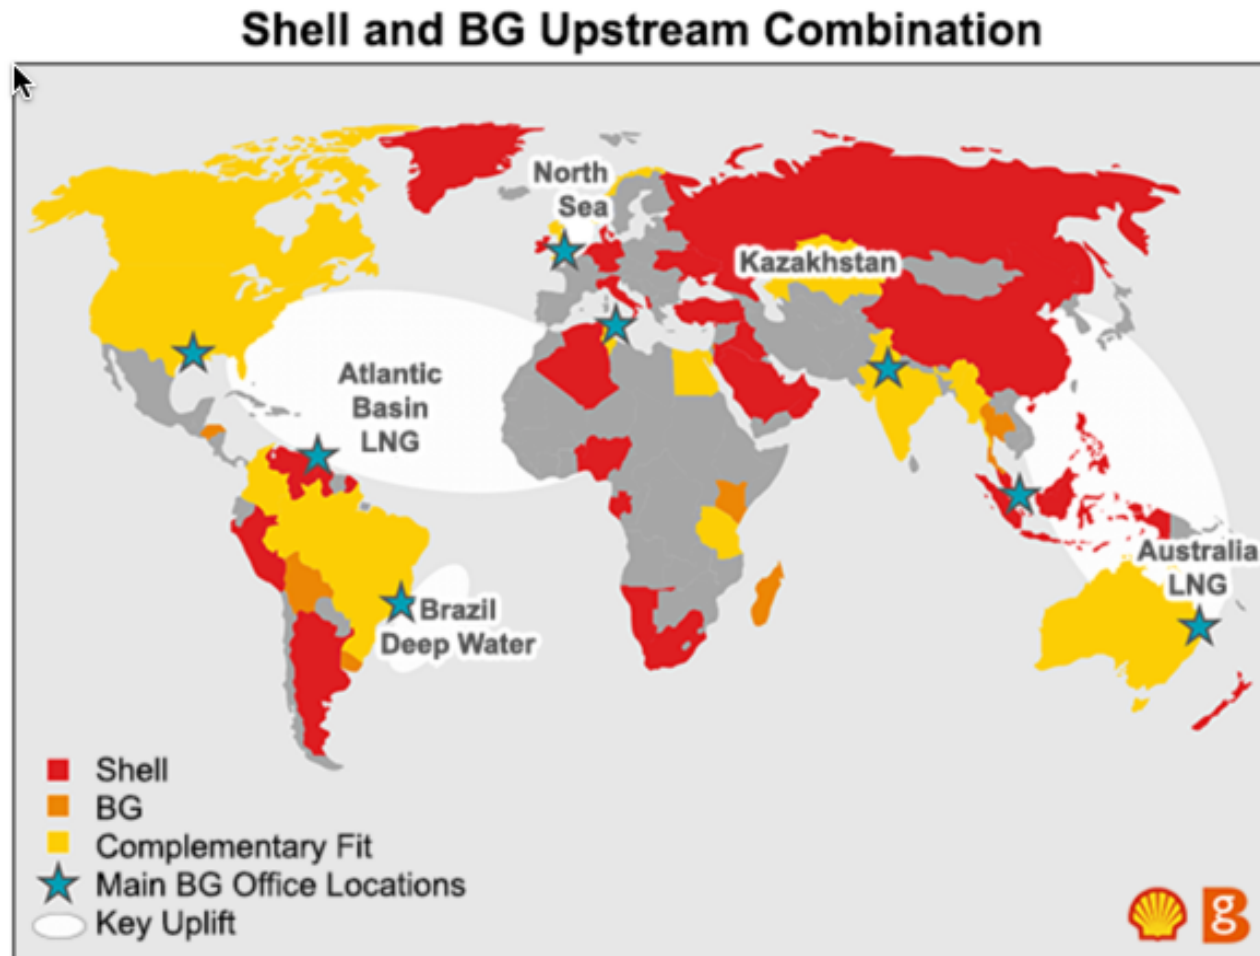 Shell and BG Upstream Combination
North
Sea
Kazakhstan
Atlantic
Basin
LNG
Australia
LNG
Brazil
Deep Water
Shell
BG
Complementary Fit
Main BG Office Locations
Key Uplift
BG